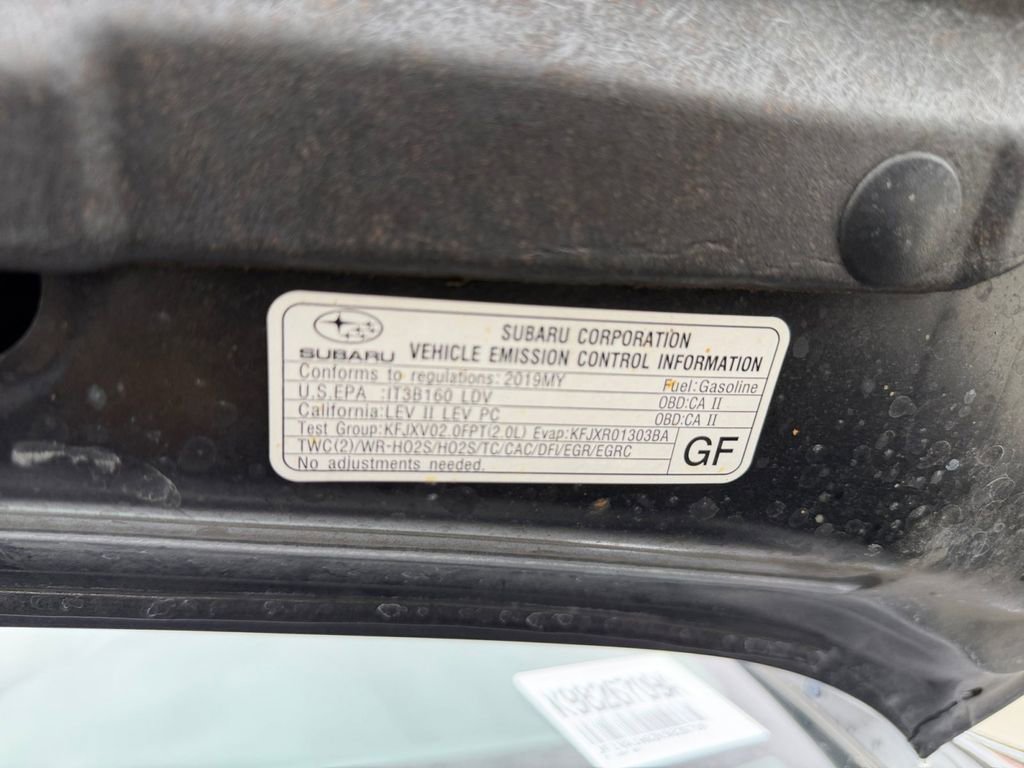 SUBARU CORPORATION
SUBARU VEHICLE EMISSION CONTROL INFORMATION
Conforms to regulations: 2019MY Fuel:Gasoline
U.S.EPA :IT3B160 LDV OBD:CA II
California:LEV II LEV PC OBD:CA II
Test Group:KFJXV02.0FPT(2.0L) Evap:KFJXR01303BA
TWC(2)/WR-HO2S/HO2S/TC/CAC/DFI/EGR/EGRC
No adjustments needed.
GF